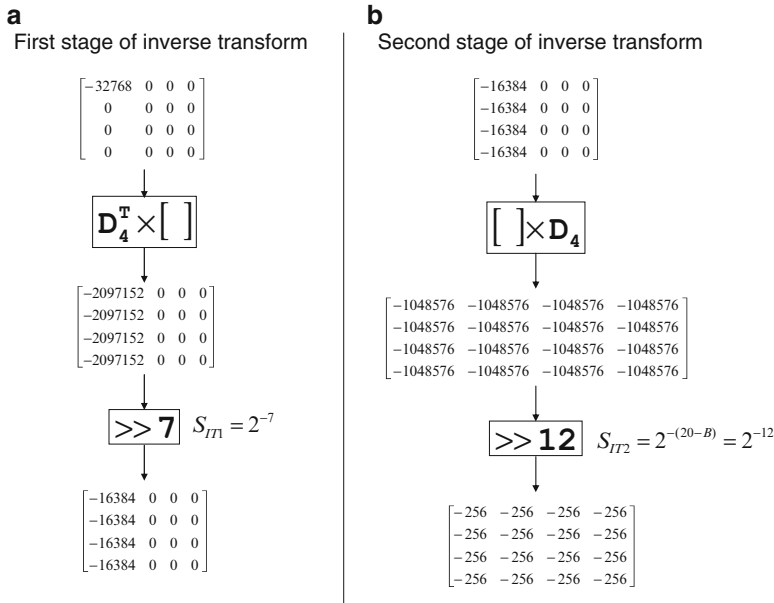 a
First stage of inverse transform
−32768 0 0 0
0 0 0 0
0 0 0 0
0 0 0 0
D₄ᵀ×[ ]
−2097152 0 0 0
−2097152 0 0 0
−2097152 0 0 0
−2097152 0 0 0
>> 7 S_{IT1} = 2^{−7}
−16384 0 0 0
−16384 0 0 0
−16384 0 0 0
−16384 0 0 0
b
Second stage of inverse transform
−16384 0 0 0
−16384 0 0 0
−16384 0 0 0
−16384 0 0 0
[ ]×D₄
−1048576 −1048576 −1048576 −1048576
−1048576 −1048576 −1048576 −1048576
−1048576 −1048576 −1048576 −1048576
−1048576 −1048576 −1048576 −1048576
>> 12 S_{IT2} = 2^{−(20−B)} = 2^{−12}
−256 −256 −256 −256
−256 −256 −256 −256
−256 −256 −256 −256
−256 −256 −256 −256